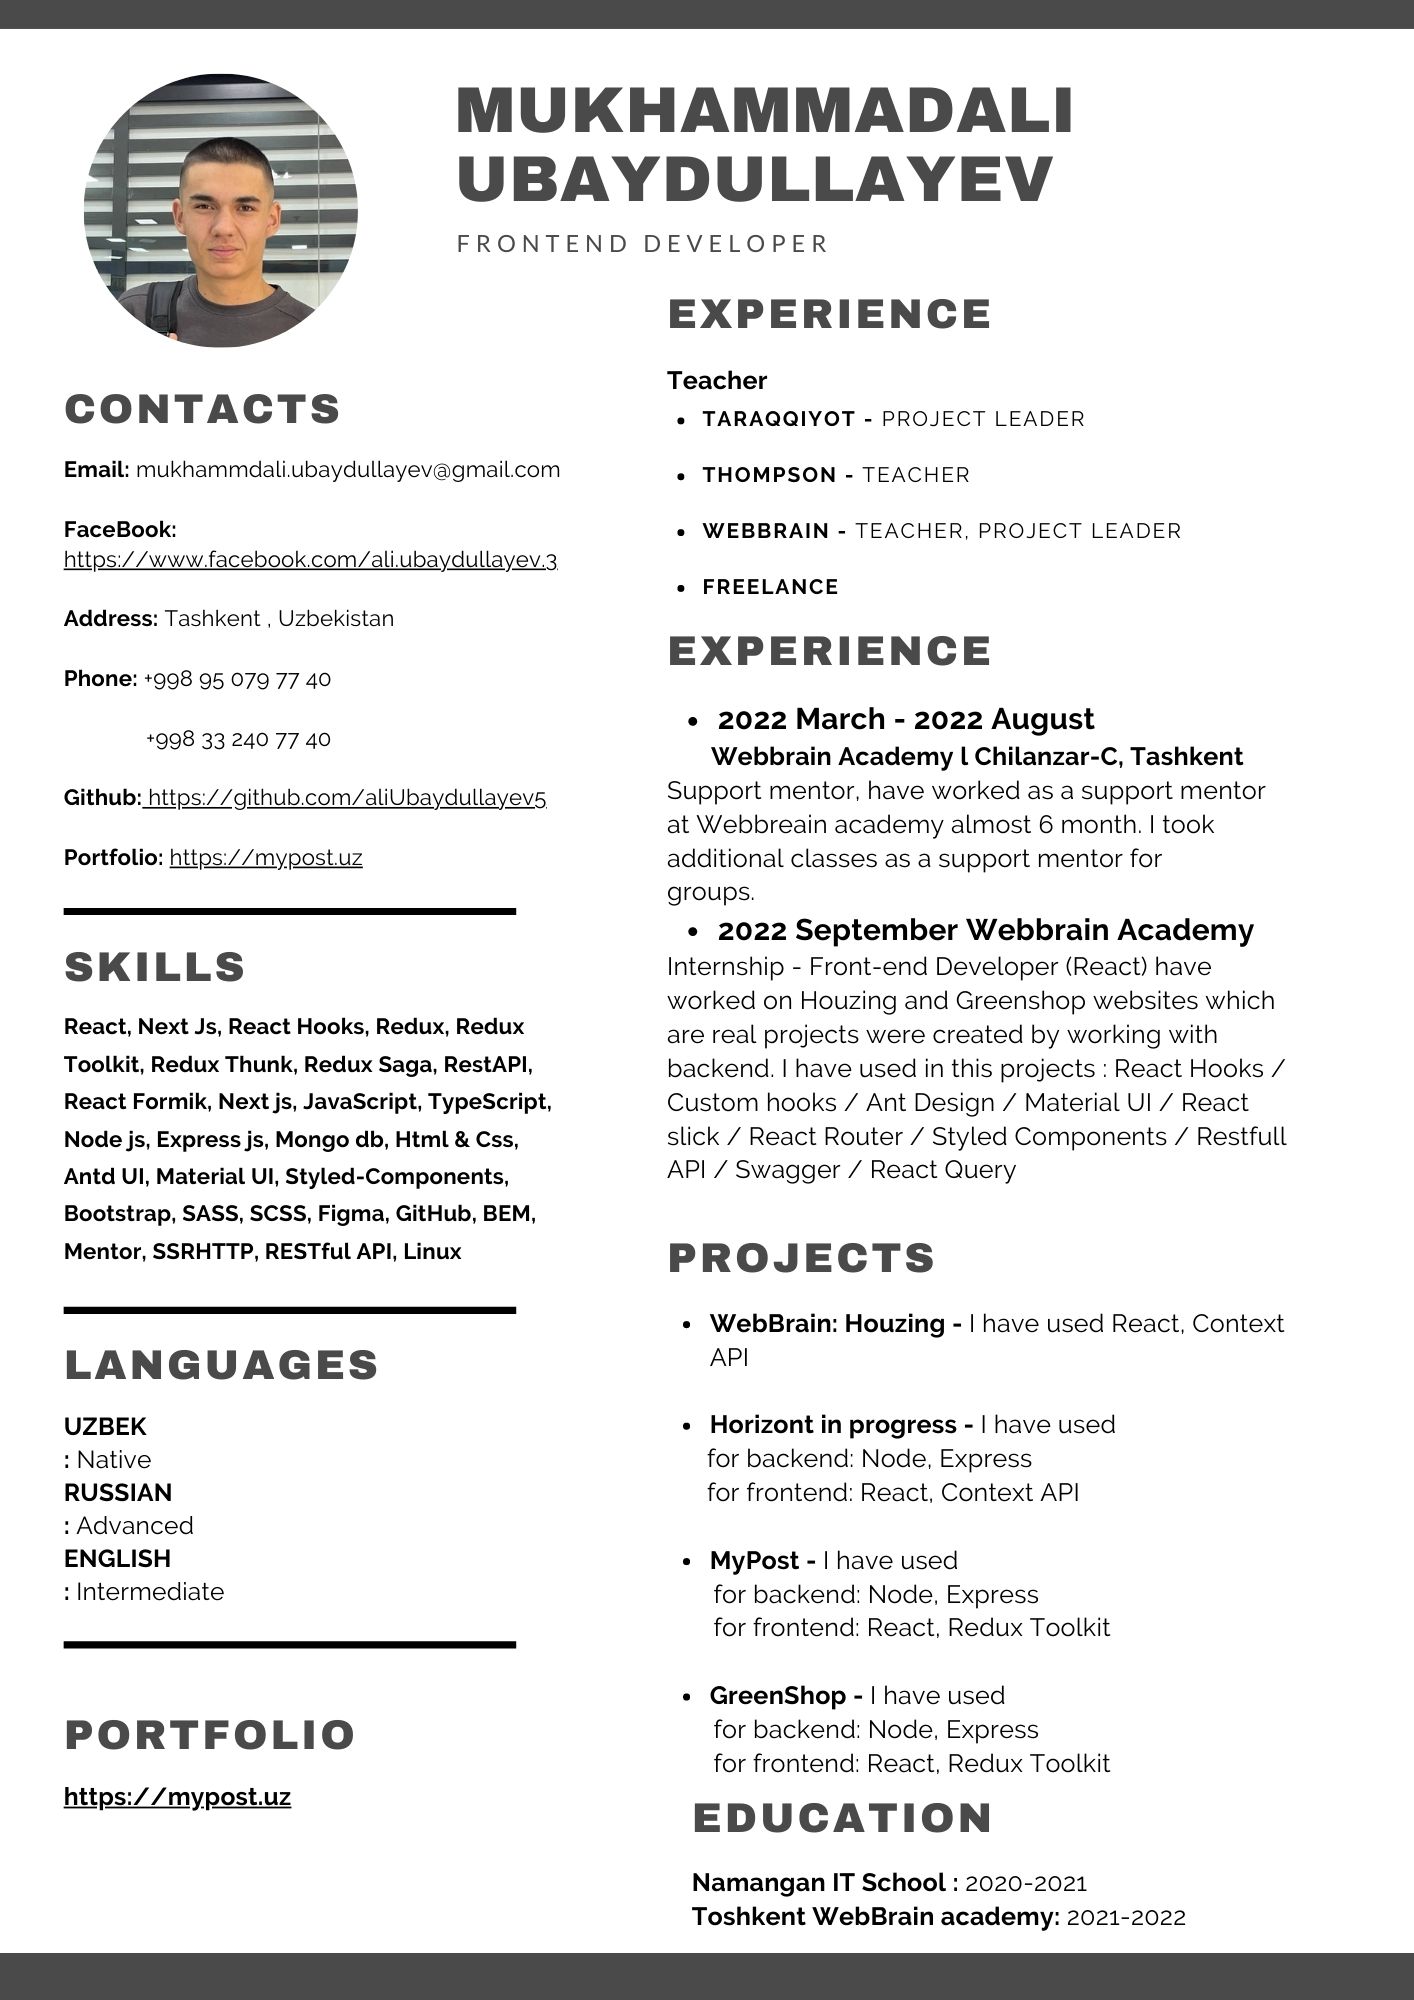 MUKHAMMADALI
UBAYDULLAYEV
FRONTEND DEVELOPER
CONTACTS
Email: mukhammdali.ubaydullayev@gmail.com
FaceBook:
https://www.facebook.com/ali.ubaydullayev.3
Address: Tashkent , Uzbekistan
Phone: +998 95 079 77 40
+998 33 240 77 40
Github: https://github.com/aliUbaydullayev5
Portfolio: https://mypost.uz
SKILLS
React, Next Js, React Hooks, Redux, Redux
Toolkit, Redux Thunk, Redux Saga, RestAPI,
React Formik, Next js, JavaScript, TypeScript,
Node js, Express js, Mongo db, Html & Css,
Antd UI, Material UI, Styled-Components,
Bootstrap, SASS, SCSS, Figma, GitHub, BEM,
Mentor, SSRHTTP, RESTful API, Linux
LANGUAGES
UZBEK
: Native
RUSSIAN
: Advanced
ENGLISH
: Intermediate
PORTFOLIO
https://mypost.uz
EXPERIENCE
Teacher
• TARAQQIYOT - PROJECT LEADER
• THOMPSON - TEACHER
• WEBBRAIN - TEACHER, PROJECT LEADER
• FREELANCE
EXPERIENCE
• 2022 March - 2022 August
Webbrain Academy l Chilanzar-C, Tashkent
Support mentor, have worked as a support mentor
at Webbreain academy almost 6 month. I took
additional classes as a support mentor for
groups.
• 2022 September Webbrain Academy
Internship - Front-end Developer (React) have
worked on Houzing and Greenshop websites which
are real projects were created by working with
backend. I have used in this projects : React Hooks /
Custom hooks / Ant Design / Material UI / React
slick / React Router / Styled Components / Restfull
API / Swagger / React Query
PROJECTS
• WebBrain: Houzing - I have used React, Context
API
• Horizont in progress - I have used
for backend: Node, Express
for frontend: React, Context API
• MyPost - I have used
for backend: Node, Express
for frontend: React, Redux Toolkit
• GreenShop - I have used
for backend: Node, Express
for frontend: React, Redux Toolkit
EDUCATION
Namangan IT School : 2020-2021
Toshkent WebBrain academy: 2021-2022